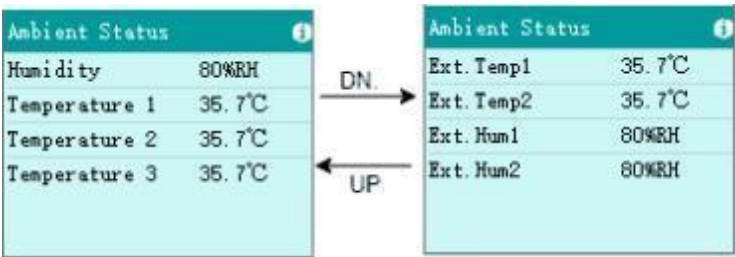 Ambient Status
Humidity 80%RH
Temperature 1 35.7℃
Temperature 2 35.7℃
Temperature 3 35.7℃
DN.
UP
Ambient Status
Ext.Temp1 35.7℃
Ext.Temp2 35.7℃
Ext.Hum1 80%RH
Ext.Hum2 80%RH